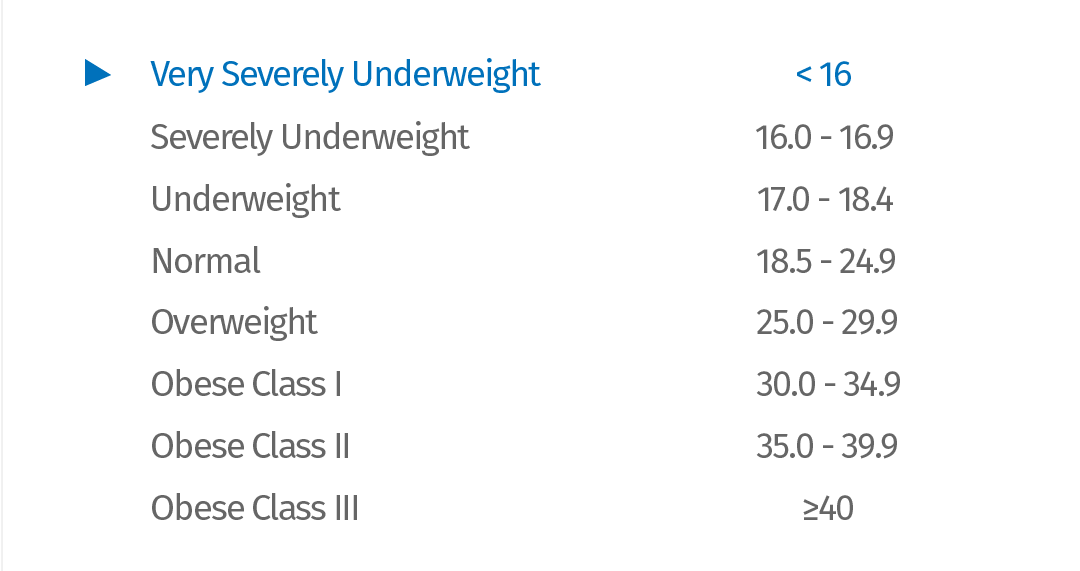 Very Severely Underweight < 16
Severely Underweight 16.0 - 16.9
Underweight 17.0 - 18.4
Normal 18.5 - 24.9
Overweight 25.0 - 29.9
Obese Class I 30.0 - 34.9
Obese Class II 35.0 - 39.9
Obese Class III ≥40